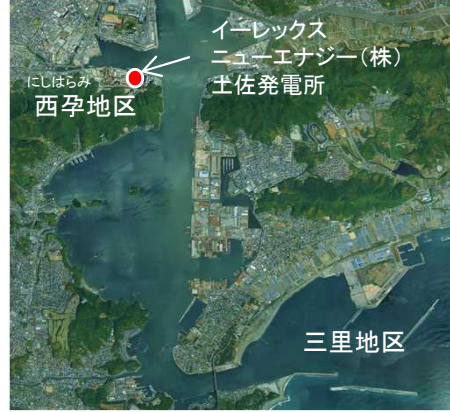 イーレックス
ニューエナジー(株)
土佐発電所
にしはらみ
西孕地区
三里地区